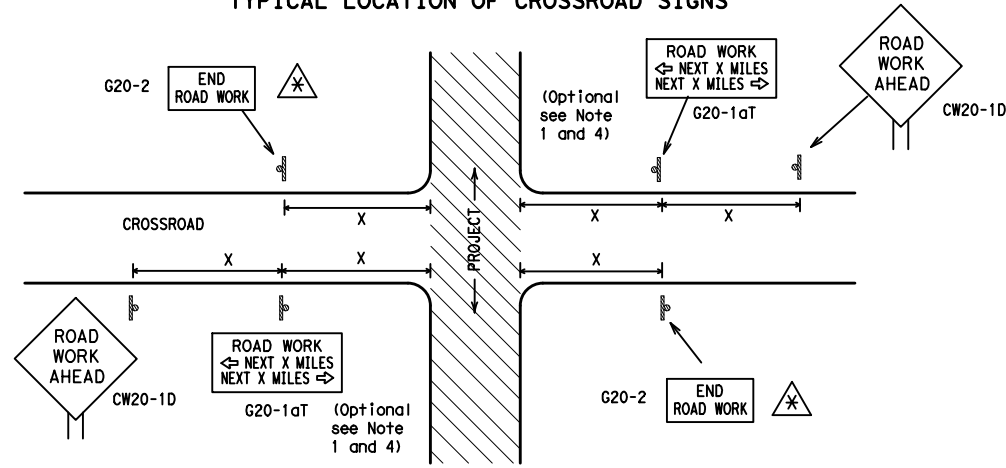 TYPICAL LOCATION OF CROSSROAD SIGNS
G20-2
END
ROAD WORK
*
(Optional
see Note
1 and 4)
ROAD WORK
⇦ NEXT X MILES
NEXT X MILES ⇨
G20-1aT
ROAD
WORK
AHEAD
CW20-1D
CROSSROAD
X
X
X
PROJECT
X
X
X
ROAD
WORK
AHEAD
CW20-1D
ROAD WORK
⇦ NEXT X MILES
NEXT X MILES ⇨
G20-1aT
(Optional
see Note
1 and 4)
G20-2
END
ROAD WORK
*